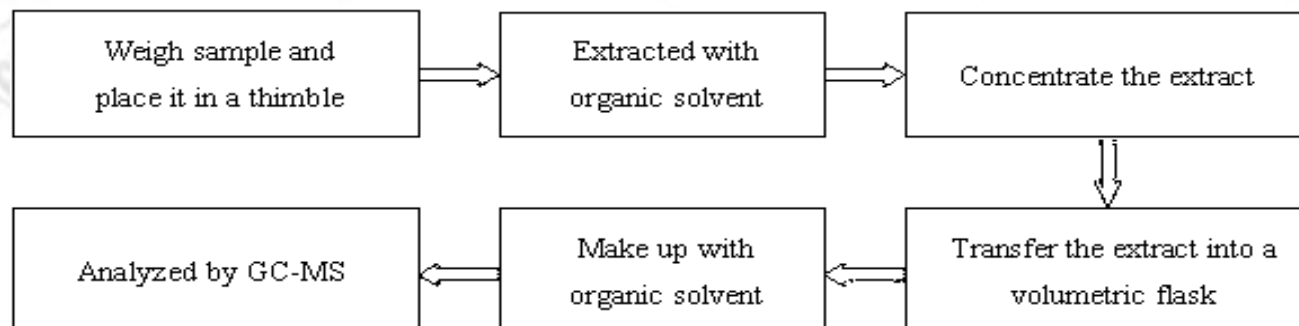 Weigh sample and
place it in a thimble
Extracted with
organic solvent
Concentrate the extract
Transfer the extract into a
volumetric flask
Make up with
organic solvent
Analyzed by GC-MS